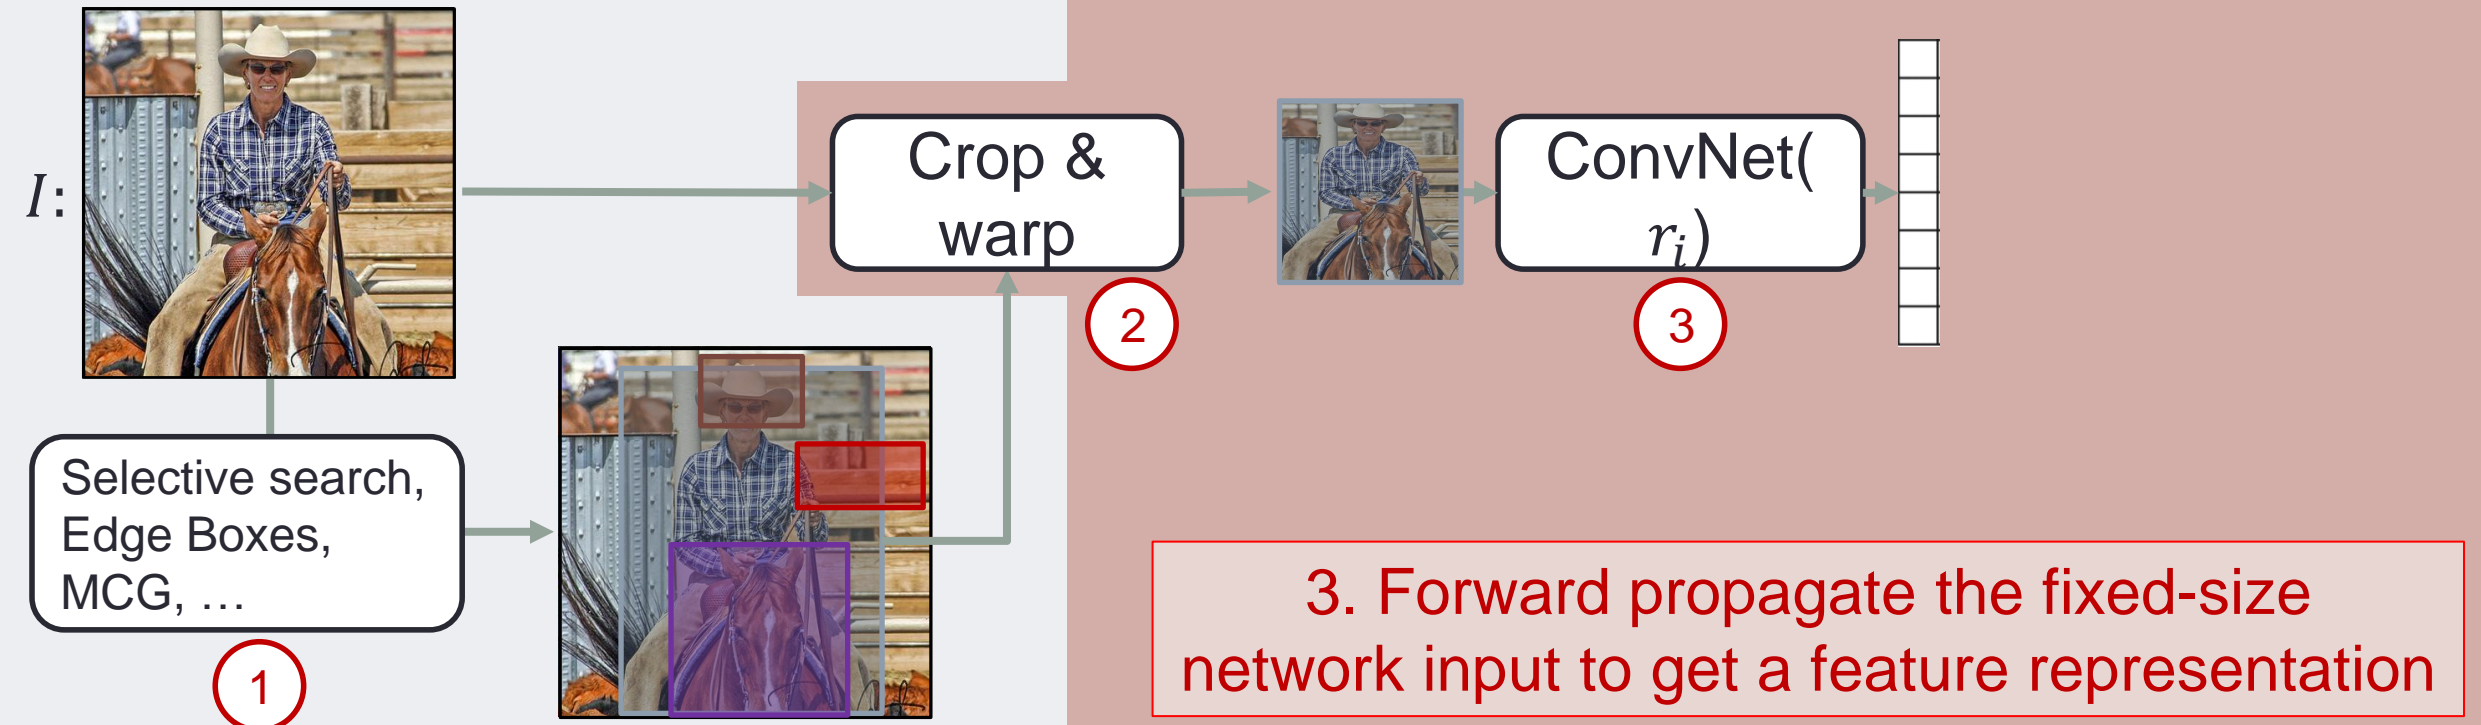 I:
Crop &
warp
ConvNet(
rᵢ)
2
3
Selective search,
Edge Boxes,
MCG, …
1
3. Forward propagate the fixed-size
network input to get a feature representation